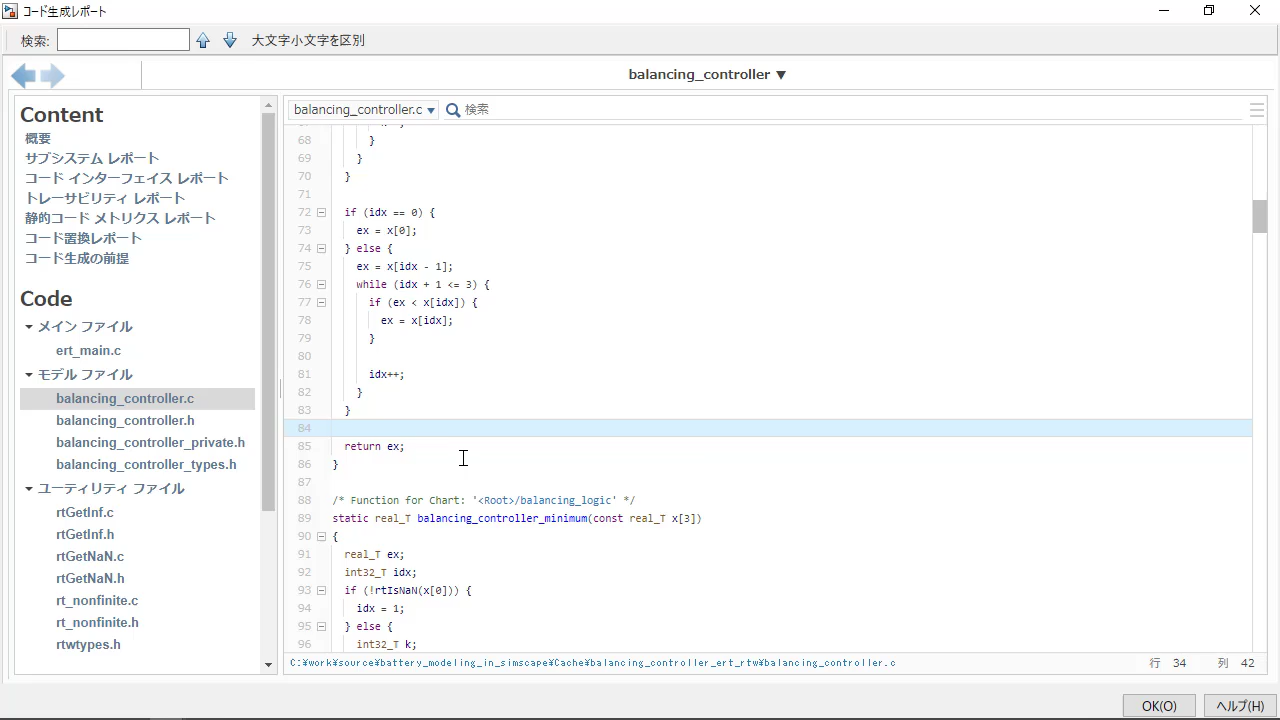 コード生成レポート
検索:
大文字小文字を区別
balancing_controller ▼
Content
概要
サブシステム レポート
コード インターフェイス レポート
トレーサビリティ レポート
静的コード メトリクス レポート
コード置換レポート
コード生成の前提
Code
メイン ファイル
ert_main.c
モデル ファイル
balancing_controller.c
balancing_controller.h
balancing_controller_private.h
balancing_controller_types.h
ユーティリティ ファイル
rtGetInf.c
rtGetInf.h
rtGetNaN.c
rtGetNaN.h
rt_nonfinite.c
rt_nonfinite.h
rtwtypes.h
balancing_controller.c ▼ 検索
68 }
69 }
70 }
71
72 if (idx == 0) {
73 ex = x[0];
74 } else {
75 ex = x[idx - 1];
76 while (idx + 1 <= 3) {
77 if (ex < x[idx]) {
78 ex = x[idx];
79 }
80
81 idx++;
82 }
83 }
84
85 return ex;
86 }
87
88 /* Function for Chart: '<Root>/balancing_logic' */
89 static real_T balancing_controller_minimum(const real_T x[3])
90 {
91 real_T ex;
92 int32_T idx;
93 if (!rtIsNaN(x[0])) {
94 idx = 1;
95 } else {
96 int32_T k;
C:¥work¥source¥battery_modeling_in_simscape¥Cache¥balancing_controller_ert_rtw¥balancing_controller.c
行 34 列 42
OK(O)
ヘルプ(H)